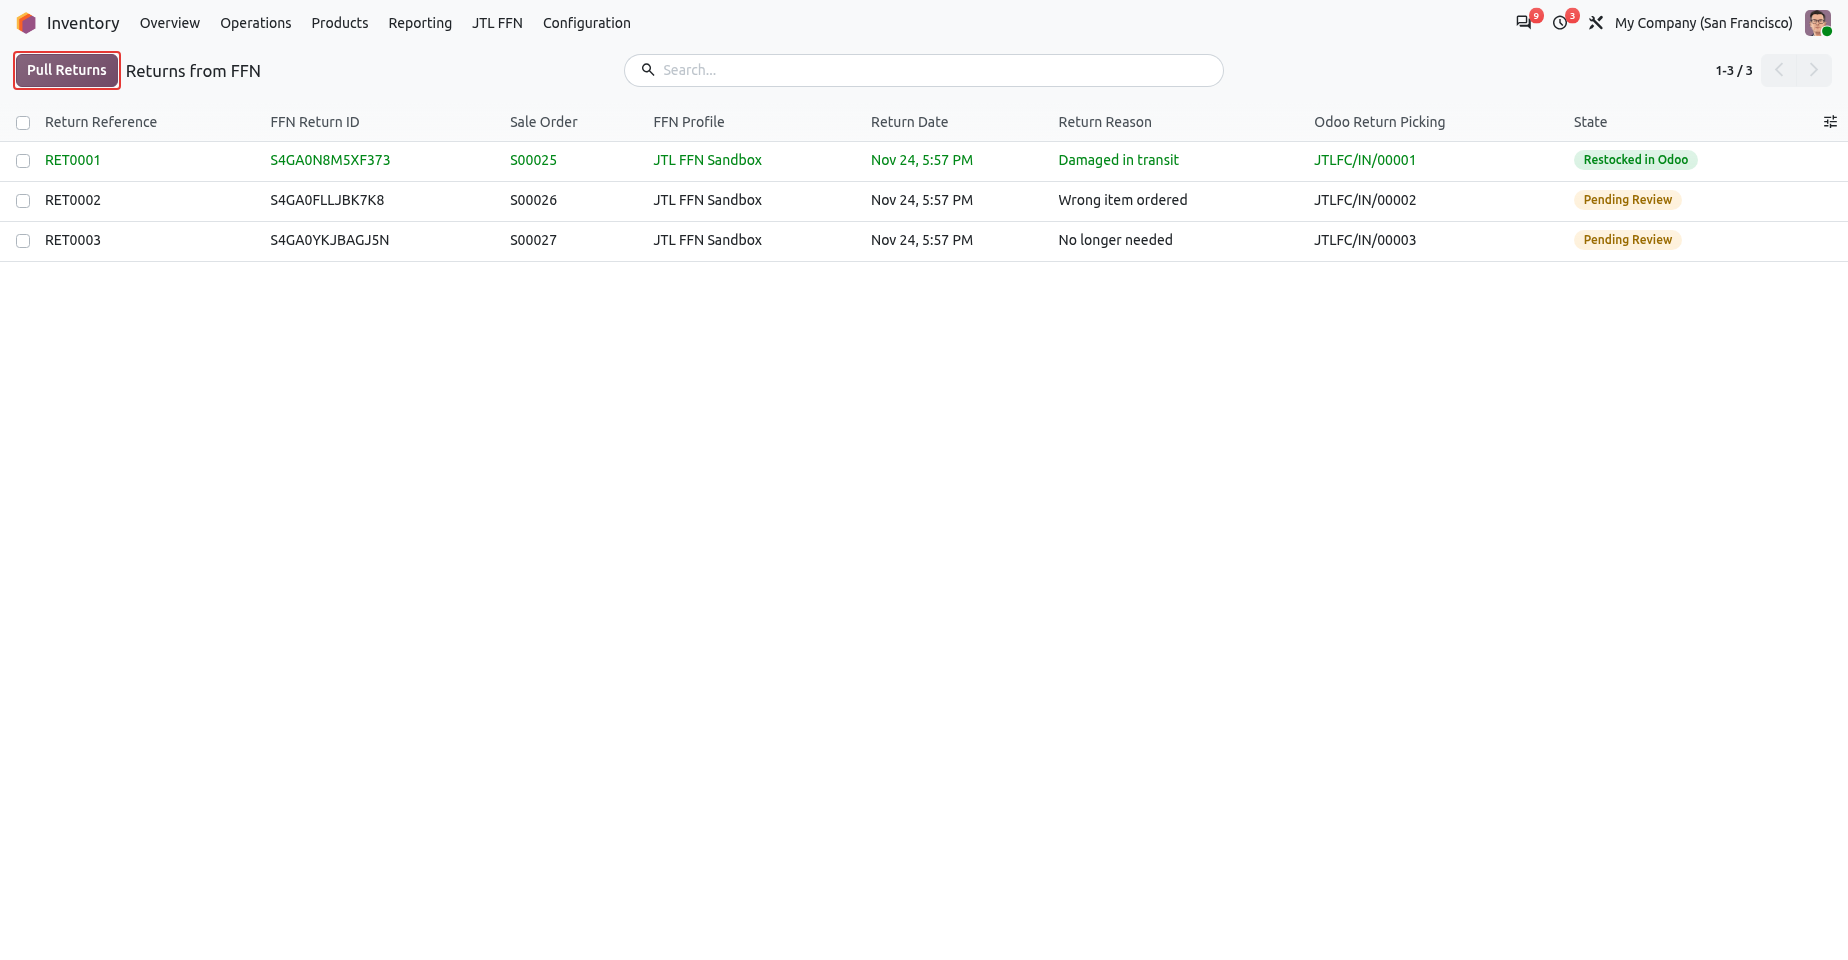 Inventory Overview Operations Products Reporting JTL FFN Configuration 9 3 My Company (San Francisco)
Pull Returns Returns from FFN Search... 1-3 / 3
Return Reference FFN Return ID Sale Order FFN Profile Return Date Return Reason Odoo Return Picking State
RET0001 S4GA0N8M5XF373 S00025 JTL FFN Sandbox Nov 24, 5:57 PM Damaged in transit JTLFC/IN/00001 Restocked in Odoo
RET0002 S4GA0FLLJBK7K8 S00026 JTL FFN Sandbox Nov 24, 5:57 PM Wrong item ordered JTLFC/IN/00002 Pending Review
RET0003 S4GA0YKJBAGJ5N S00027 JTL FFN Sandbox Nov 24, 5:57 PM No longer needed JTLFC/IN/00003 Pending Review